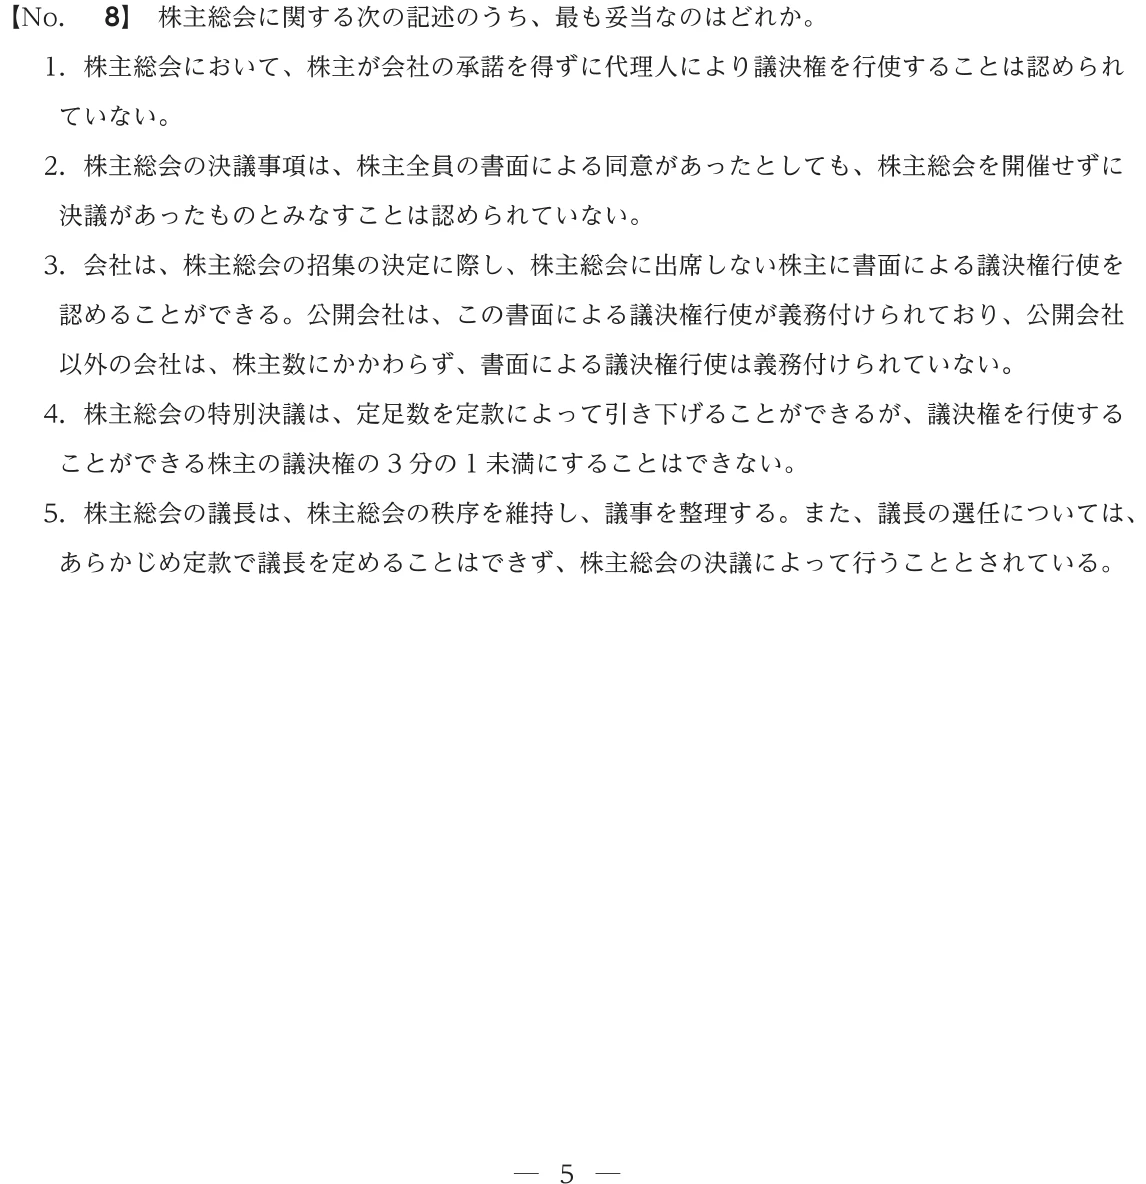 【No. 8】 株主総会に関する次の記述のうち、最も妥当なのはどれか。
1. 株主総会において、株主が会社の承諾を得ずに代理人により議決権を行使することは認められ
ていない。
2. 株主総会の決議事項は、株主全員の書面による同意があったとしても、株主総会を開催せずに
決議があったものとみなすことは認められていない。
3. 会社は、株主総会の招集の決定に際し、株主総会に出席しない株主に書面による議決権行使を
認めることができる。公開会社は、この書面による議決権行使が義務付けられており、公開会社
以外の会社は、株主数にかかわらず、書面による議決権行使は義務付けられていない。
4. 株主総会の特別決議は、定足数を定款によって引き下げることができるが、議決権を行使する
ことができる株主の議決権の3分の1未満にすることはできない。
5. 株主総会の議長は、株主総会の秩序を維持し、議事を整理する。また、議長の選任については、
あらかじめ定款で議長を定めることはできず、株主総会の決議によって行うこととされている。
— 5 —